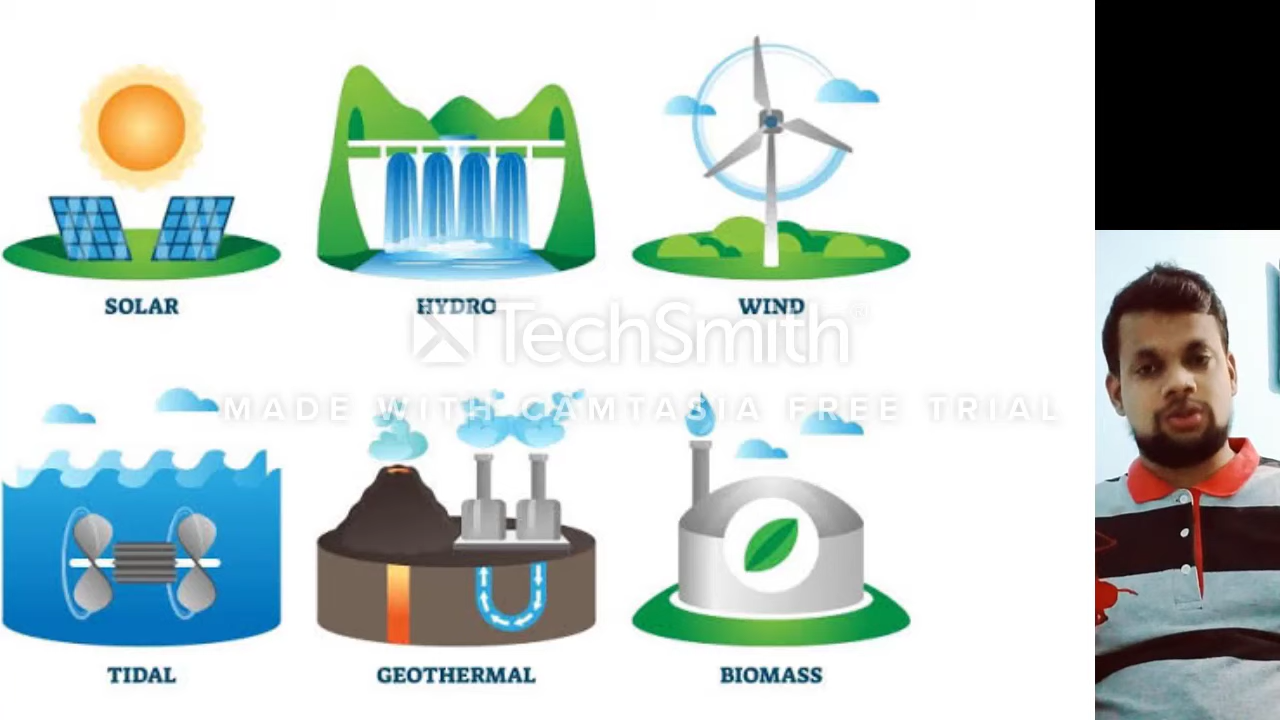 SOLAR
HYDRO
WIND
TechSmith®
MADE WITH CAMTASIA FREE TRIAL
TIDAL
GEOTHERMAL
BIOMASS